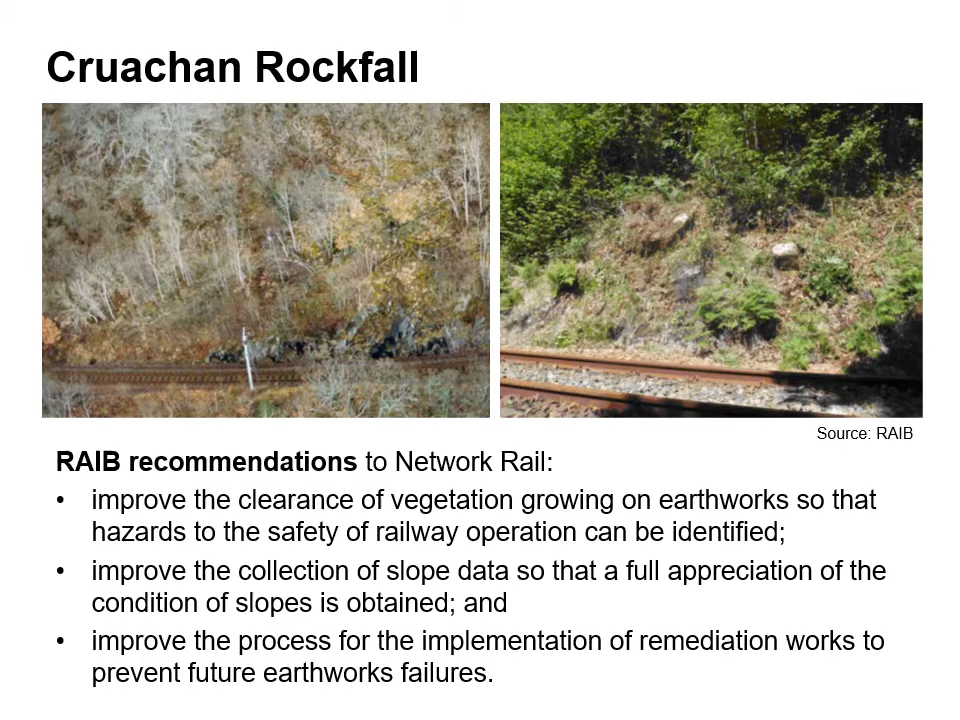 Cruachan Rockfall
Source: RAIB
RAIB recommendations to Network Rail:
• improve the clearance of vegetation growing on earthworks so that
hazards to the safety of railway operation can be identified;
• improve the collection of slope data so that a full appreciation of the
condition of slopes is obtained; and
• improve the process for the implementation of remediation works to
prevent future earthworks failures.